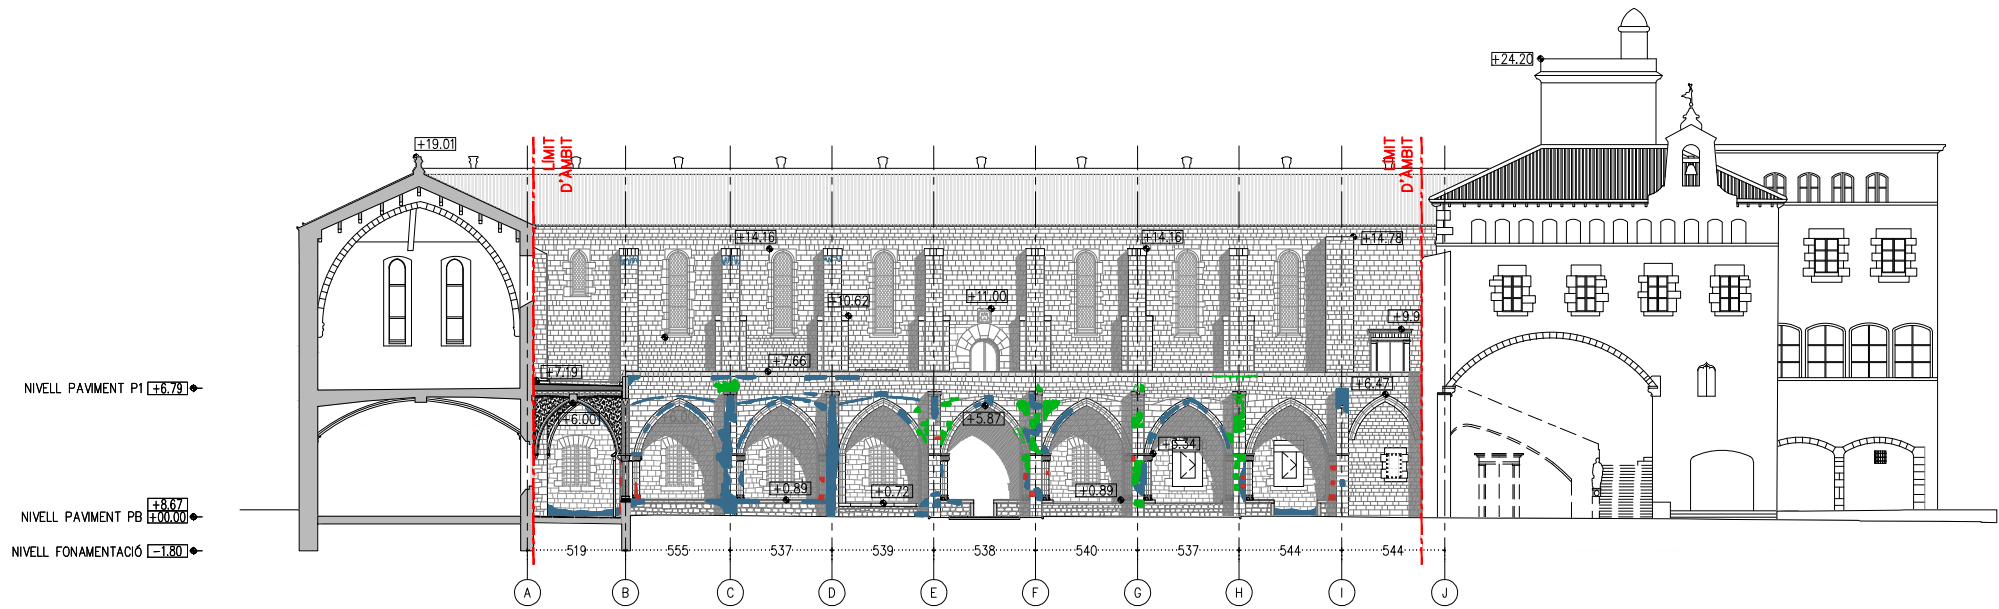 +24.20
+19.01
LÍMIT
D'ÀMBIT
LÍMIT
D'ÀMBIT
+14.16
+14.16
+14.78
+10.62
+11.00
+9.9
+7.66
+7.19
NIVELL PAVIMENT P1 +6.79
+6.47
+6.00
+5.87
+0.89
+0.72
+0.89
+8.67
NIVELL PAVIMENT PB +00.00
NIVELL FONAMENTACIÓ -1.80
519 555 537 539 538 540 537 544 544
A B C D E F G H I J